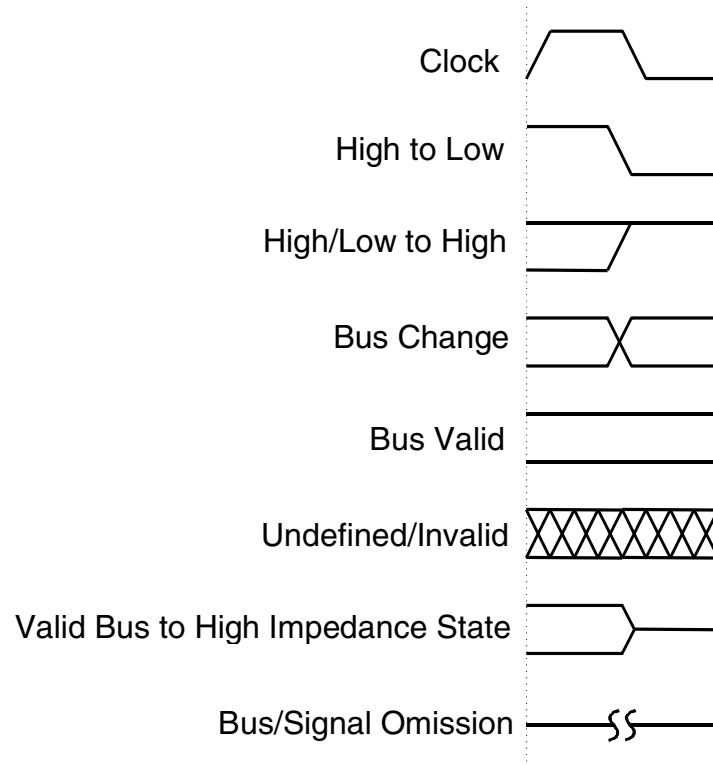 Clock
High to Low
High/Low to High
Bus Change
Bus Valid
Undefined/Invalid
Valid Bus to High Impedance State
Bus/Signal Omission